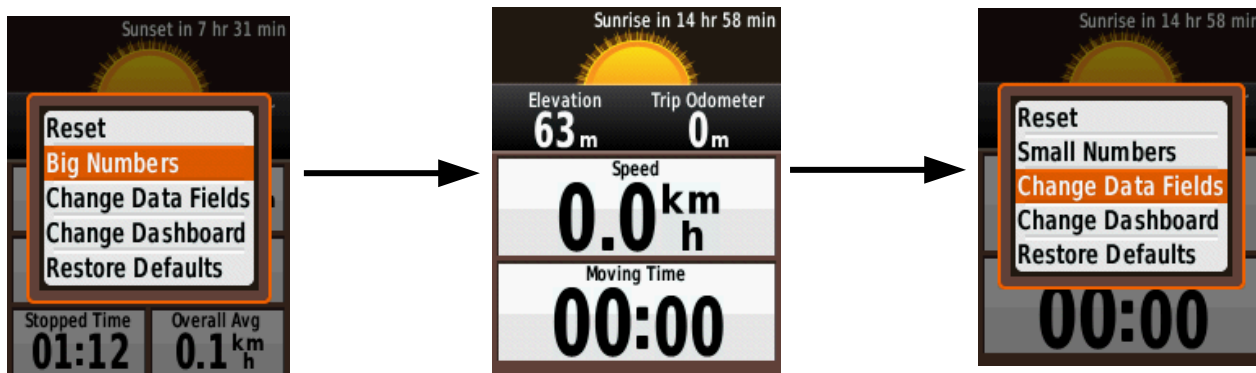 Sunset in 7 hr 31 min
Reset
Big Numbers
Change Data Fields
Change Dashboard
Restore Defaults
Stopped Time Overall Avg
01:12 0.1 km h
Sunrise in 14 hr 58 min
Elevation Trip Odometer
63 m 0 m
Speed
0.0 km h
Moving Time
00:00
Sunrise in 14 hr 58 min
Reset
Small Numbers
Change Data Fields
Change Dashboard
Restore Defaults
00:00